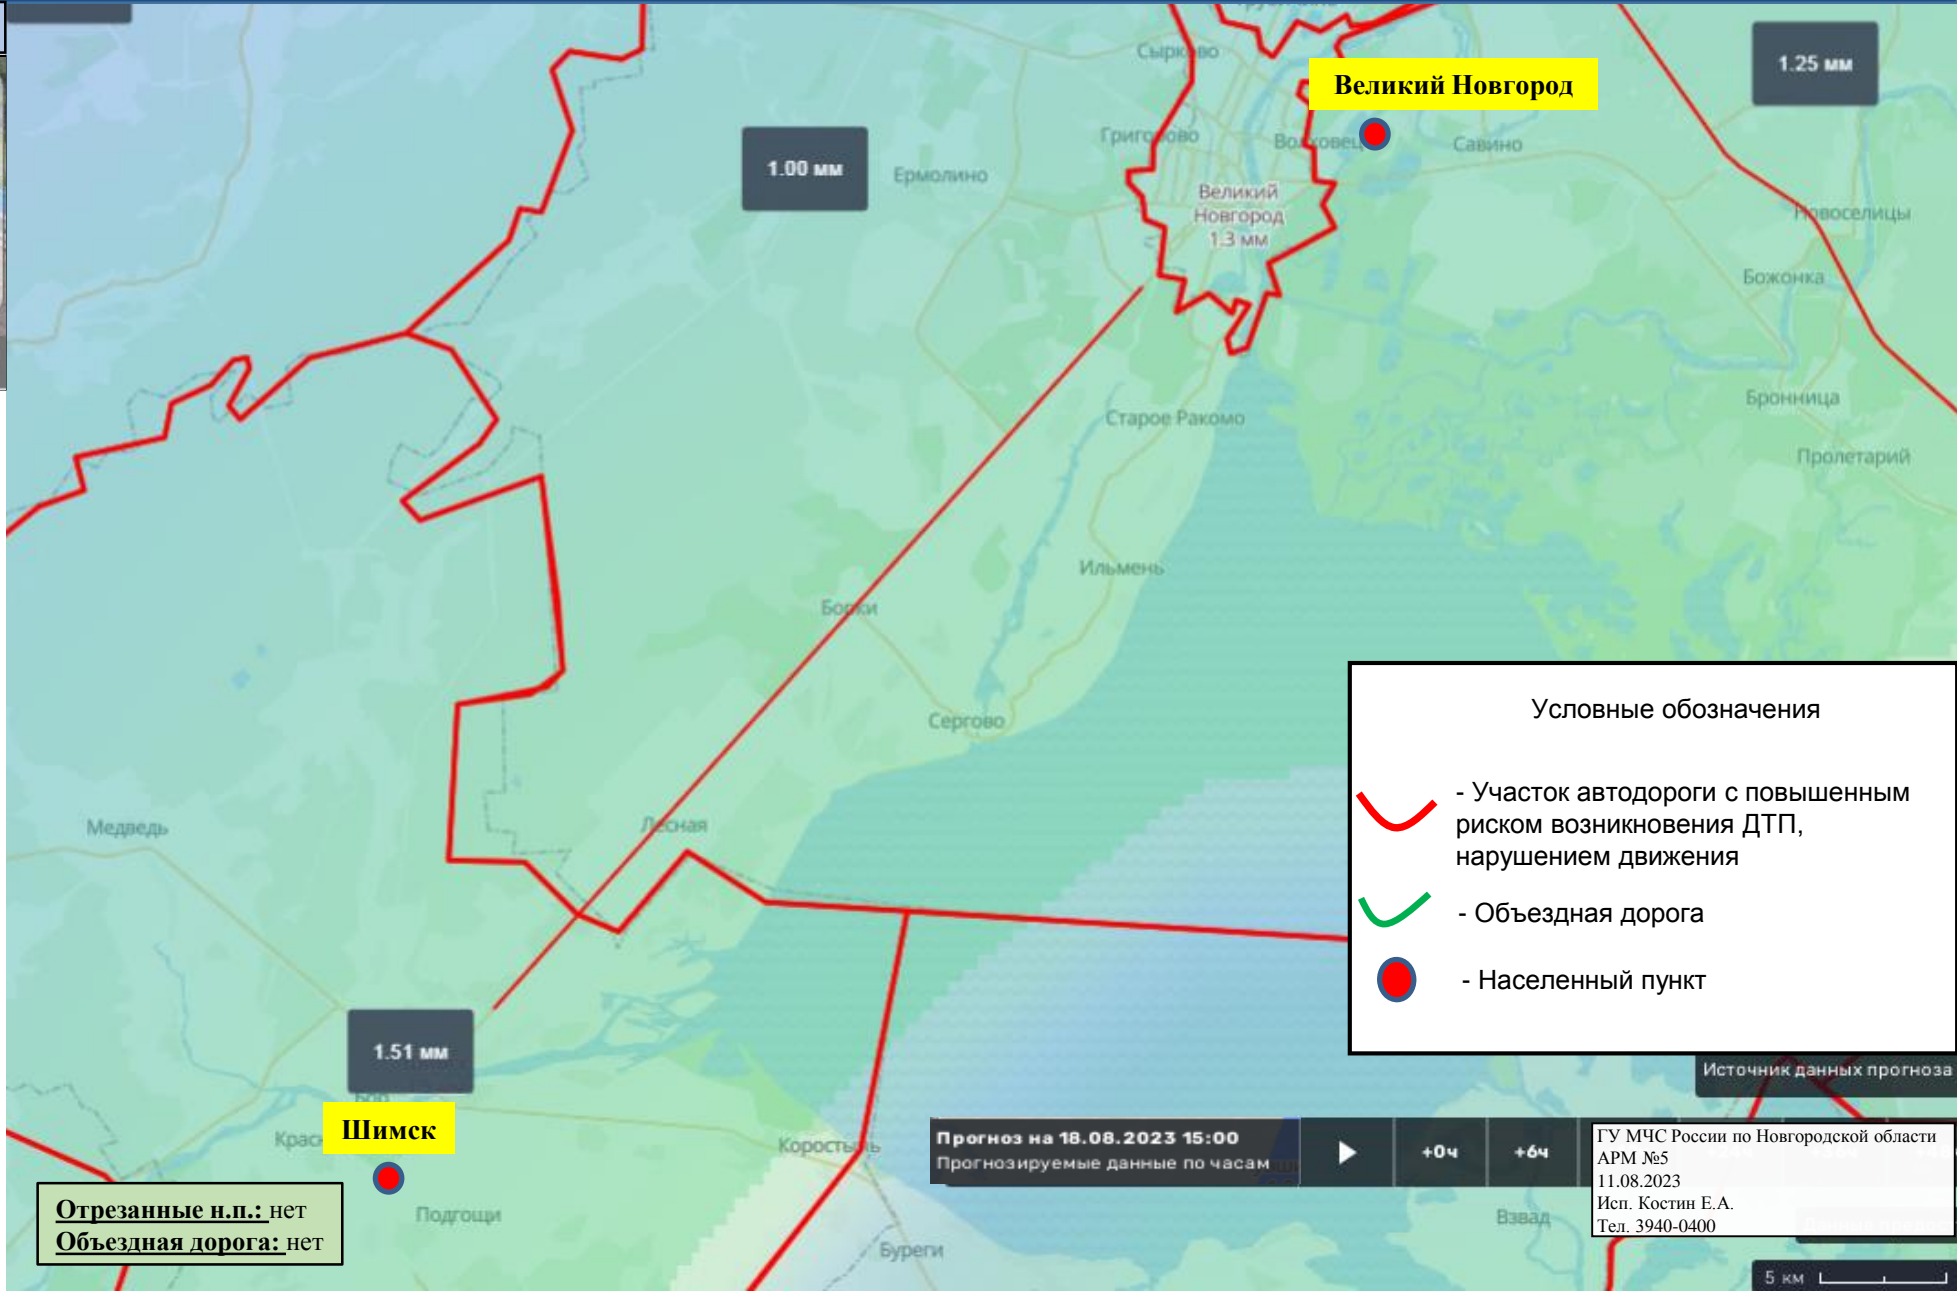 Сырково
1.25 мм
Великий Новгород
Григорово
Волховец
Савино
1.00 мм
Ермолино
Великий
Новгород
1.3 мм
Новоселицы
Божонка
Бронница
Старое Ракомо
Пролетарий
Ильмень
Борки
Сергово
Условные обозначения
- Участок автодороги с повышенным
риском возникновения ДТП,
нарушением движения
- Объездная дорога
- Населенный пункт
Медведь
Лесная
1.51 мм
Источник данных прогноза
Шимск
Коростынь
Прогноз на 18.08.2023 15:00
Прогнозируемые данные по часам
+0ч
+6ч
ГУ МЧС России по Новгородской области
АРМ №5
11.08.2023
Исп. Костин Е.А.
Тел. 3940-0400
Отрезанные н.п.: нет
Объездная дорога: нет
Подгощи
Взвад
Буреги
5 км